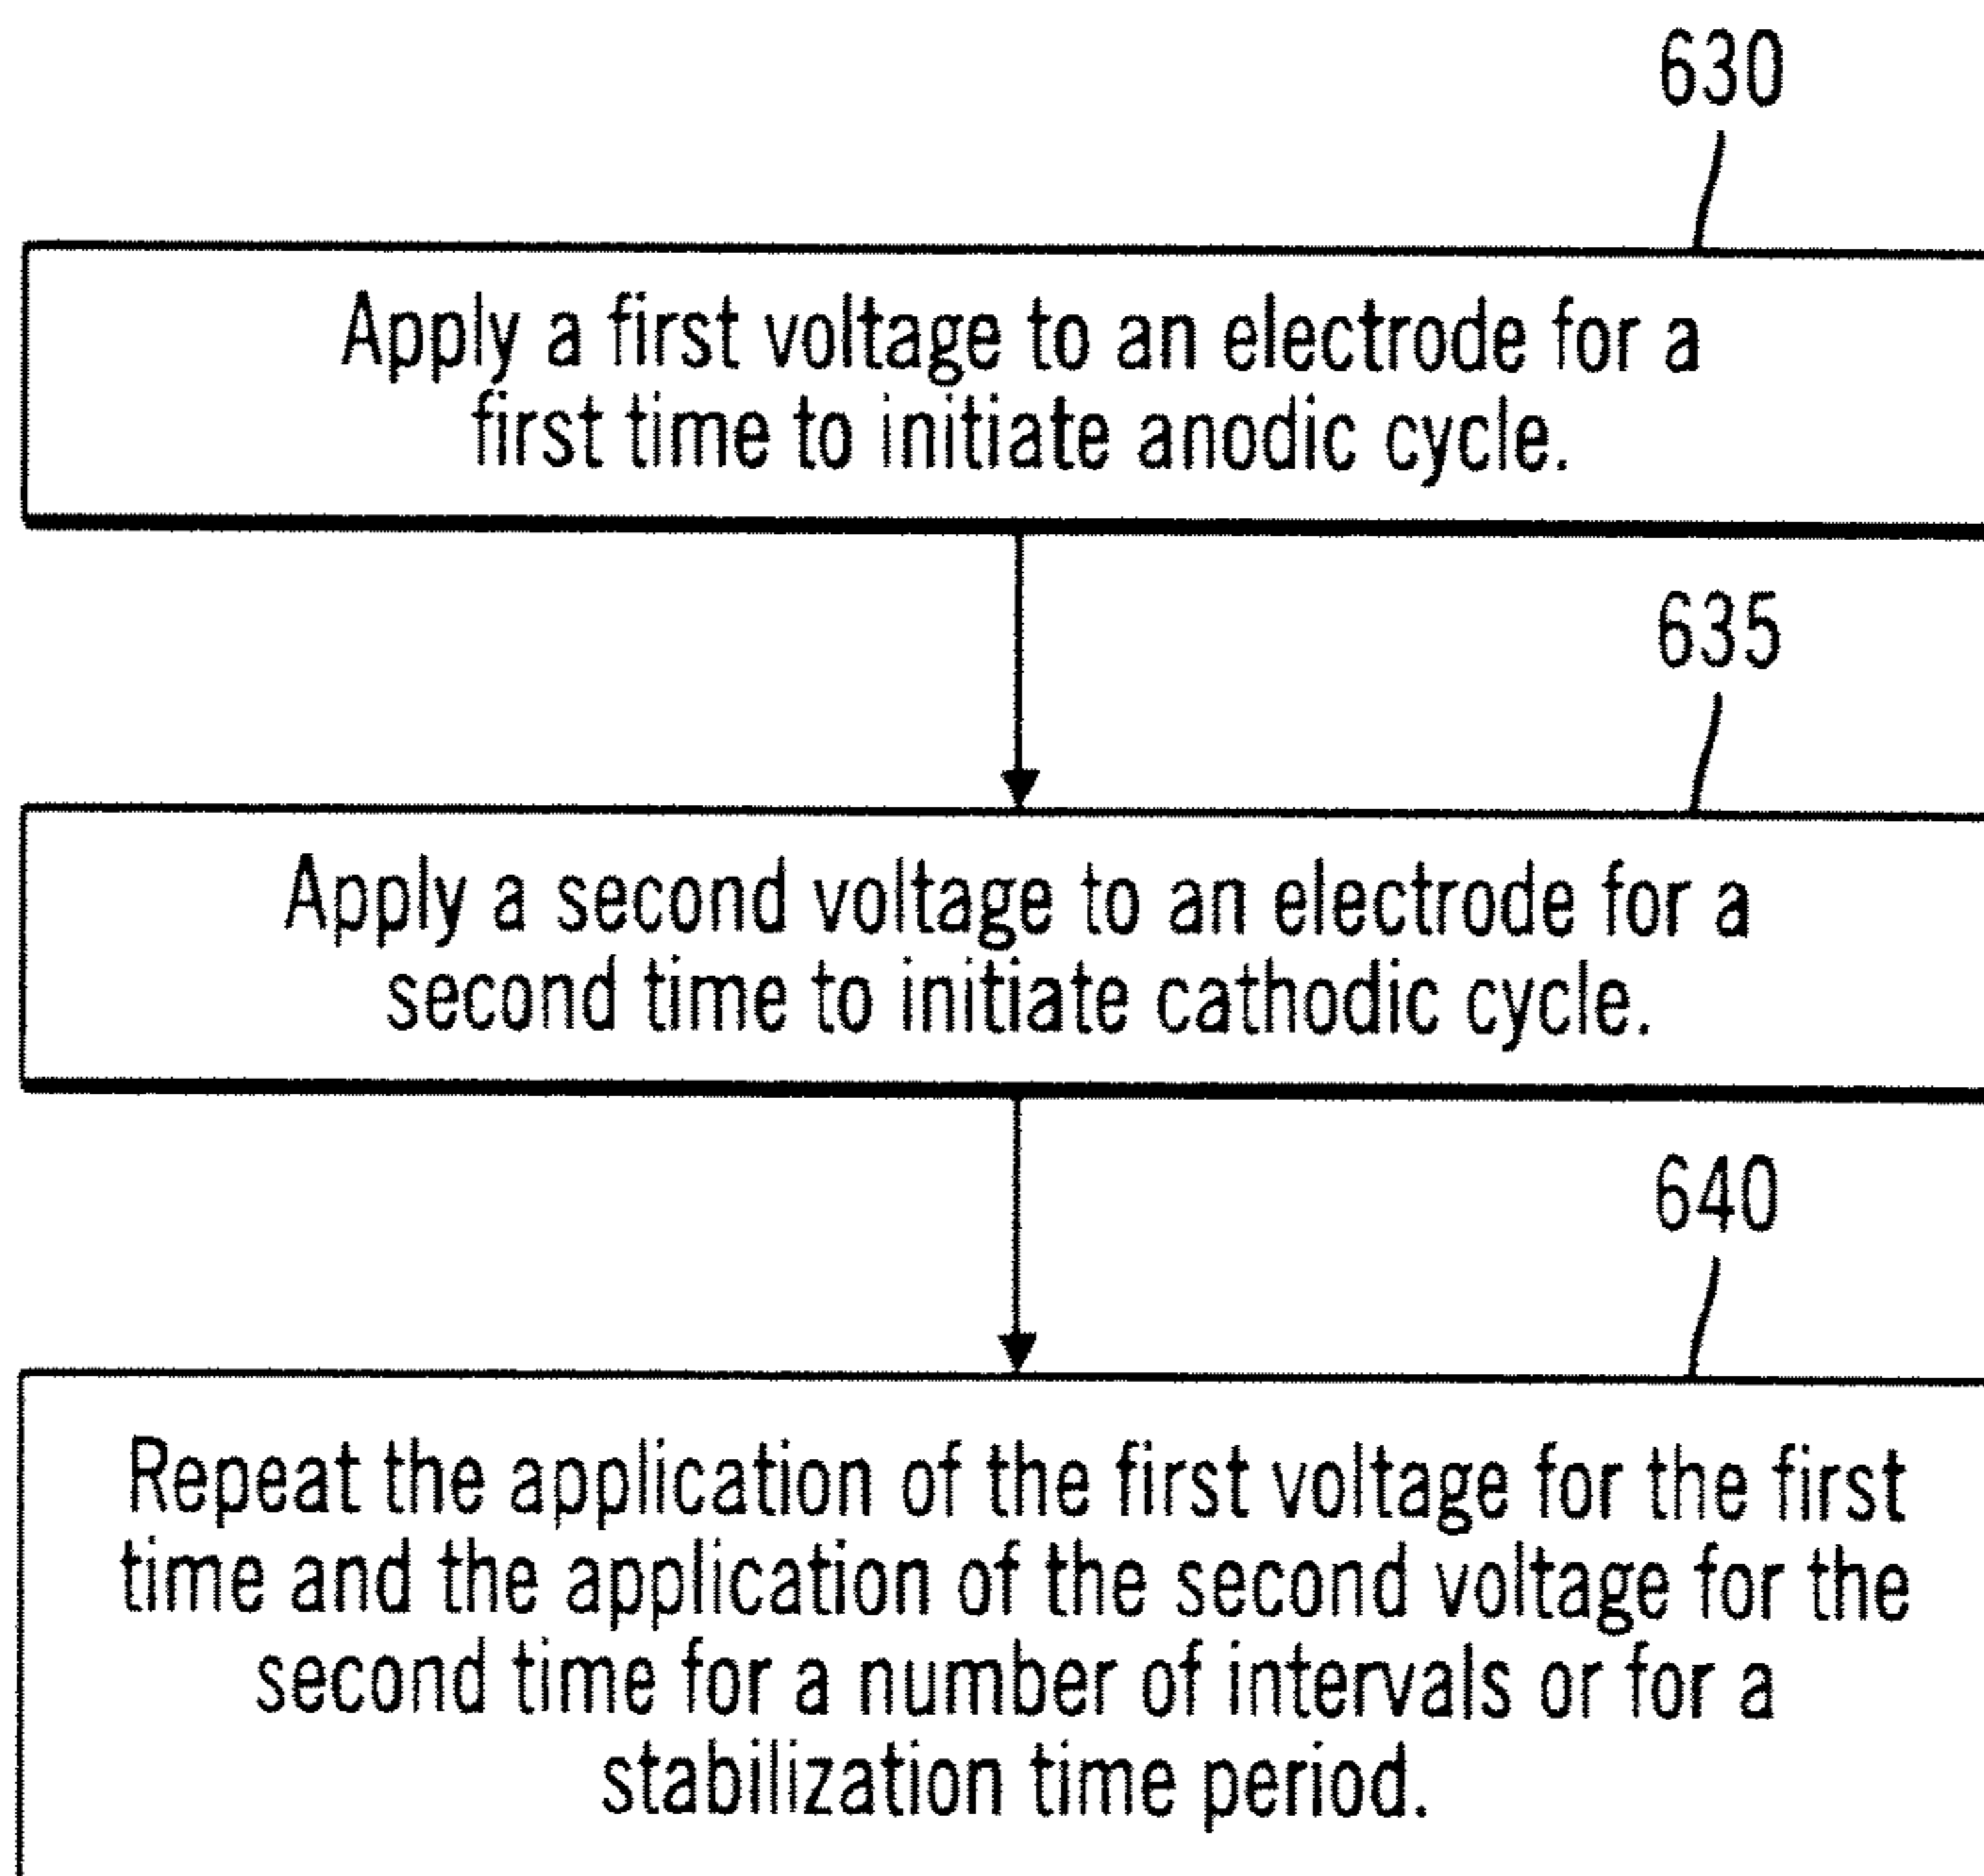 630
Apply a first voltage to an electrode for a
first time to initiate anodic cycle.
635
Apply a second voltage to an electrode for a
second time to initiate cathodic cycle.
640
Repeat the application of the first voltage for the first
time and the application of the second voltage for the
second time for a number of intervals or for a
stabilization time period.